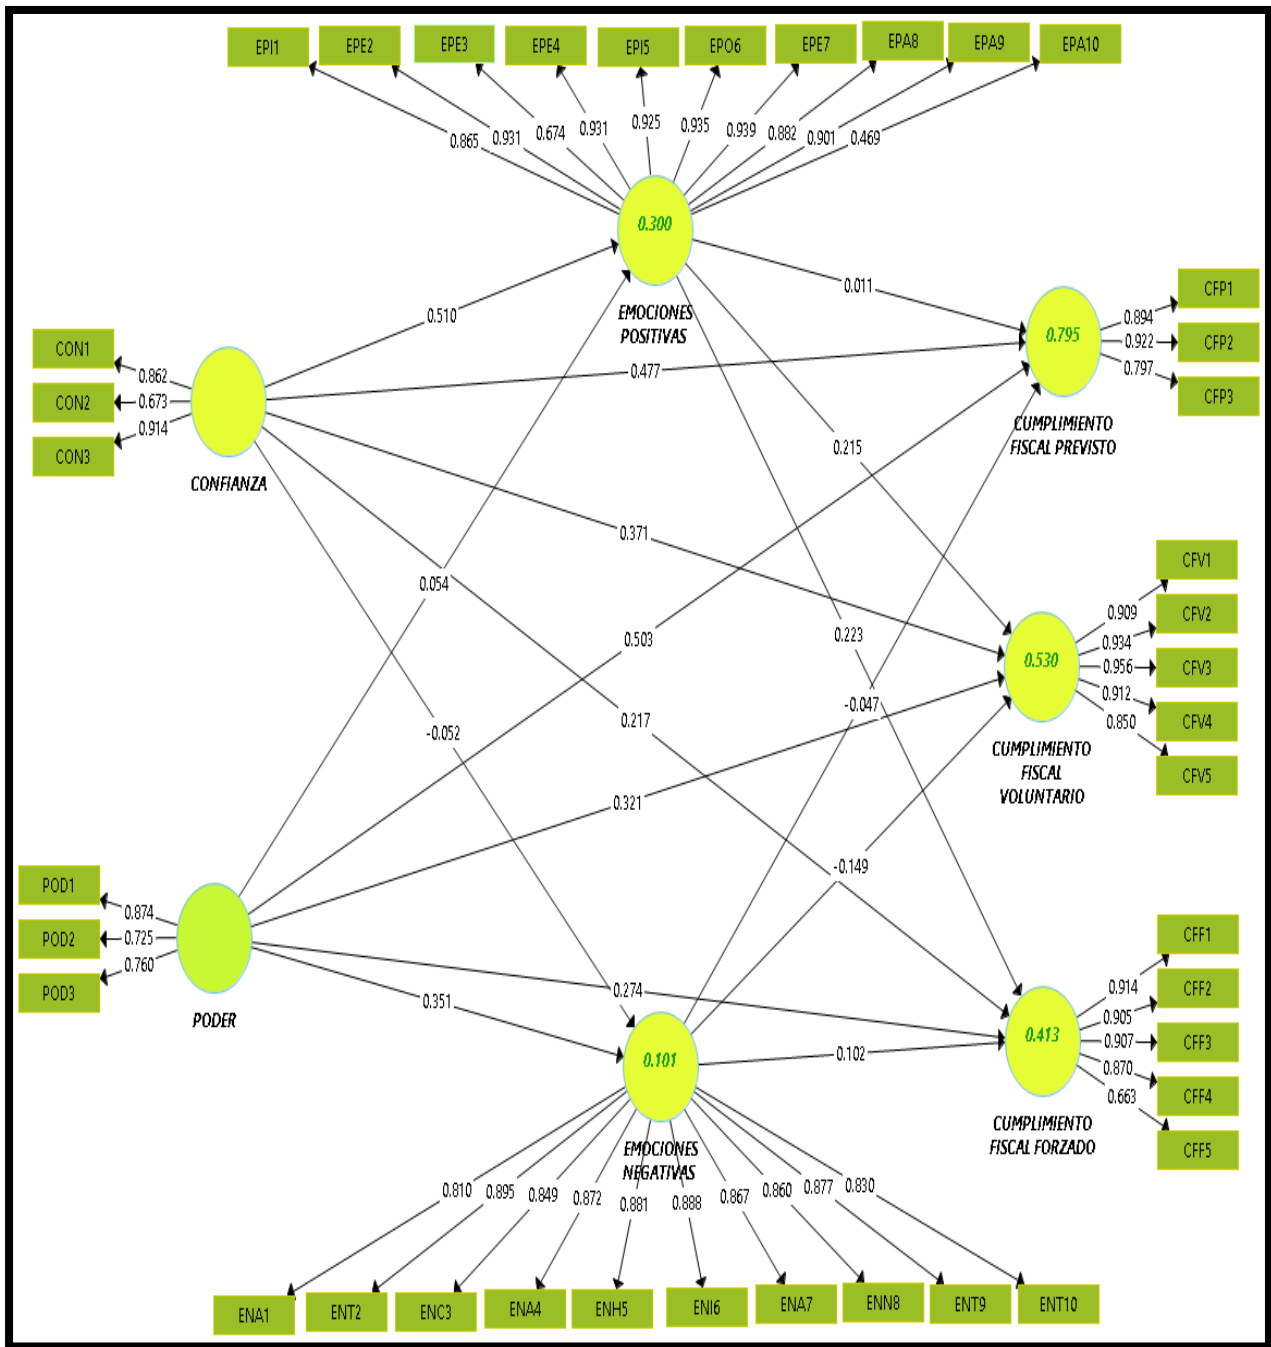 EPI1
EPE2
EPE3
EPE4
EPI5
EPO6
EPE7
EPA8
EPA9
EPA10
0.865
0.931
0.674
0.931
0.925
0.935
0.939
0.882
0.901
0.469
0.300
EMOCIONES
POSITIVAS
0.510
0.011
0.477
CON1
CON2
CON3
0.862
0.673
0.914
CONFIANZA
0.795
CUMPLIMIENTO
FISCAL PREVISTO
0.894
0.922
0.797
CFP1
CFP2
CFP3
0.215
0.371
0.054
0.503
0.223
-0.052
0.217
-0.047
0.321
-0.149
0.530
CUMPLIMIENTO
FISCAL
VOLUNTARIO
0.909
0.934
0.956
0.912
0.850
CFV1
CFV2
CFV3
CFV4
CFV5
POD1
POD2
POD3
0.874
0.725
0.760
PODER
0.274
0.351
0.102
0.413
CUMPLIMIENTO
FISCAL FORZADO
0.914
0.905
0.907
0.870
0.663
CFF1
CFF2
CFF3
CFF4
CFF5
0.101
EMOCIONES
NEGATIVAS
0.810
0.895
0.849
0.872
0.881
0.888
0.867
0.860
0.877
0.830
ENA1
ENT2
ENC3
ENA4
ENH5
ENI6
ENA7
ENN8
ENT9
ENT10